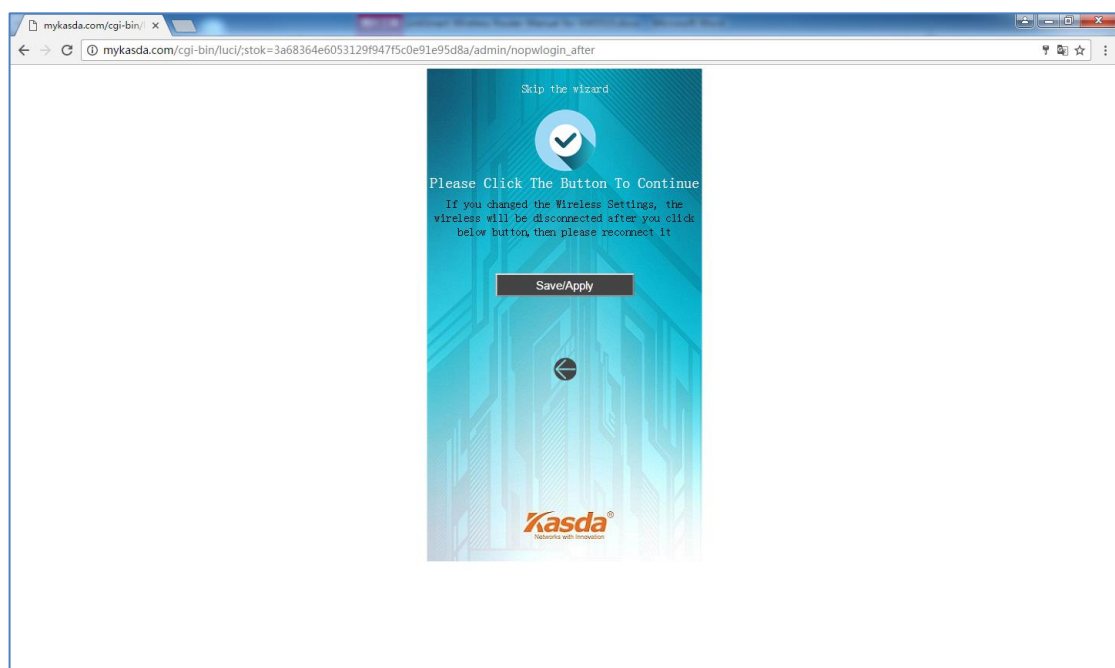 mykasda.com/cgi-bin/l
mykasda.com/cgi-bin/luci/;stok=3a68364e6053129f947f5c0e91e95d8a/admin/nopwlogin_after
Skip the wizard
Please Click The Button To Continue
If you changed the Wireless Settings, the
wireless will be disconnected after you click
below button, then please reconnect it
Save/Apply
Kasda®
Networks with Innovation